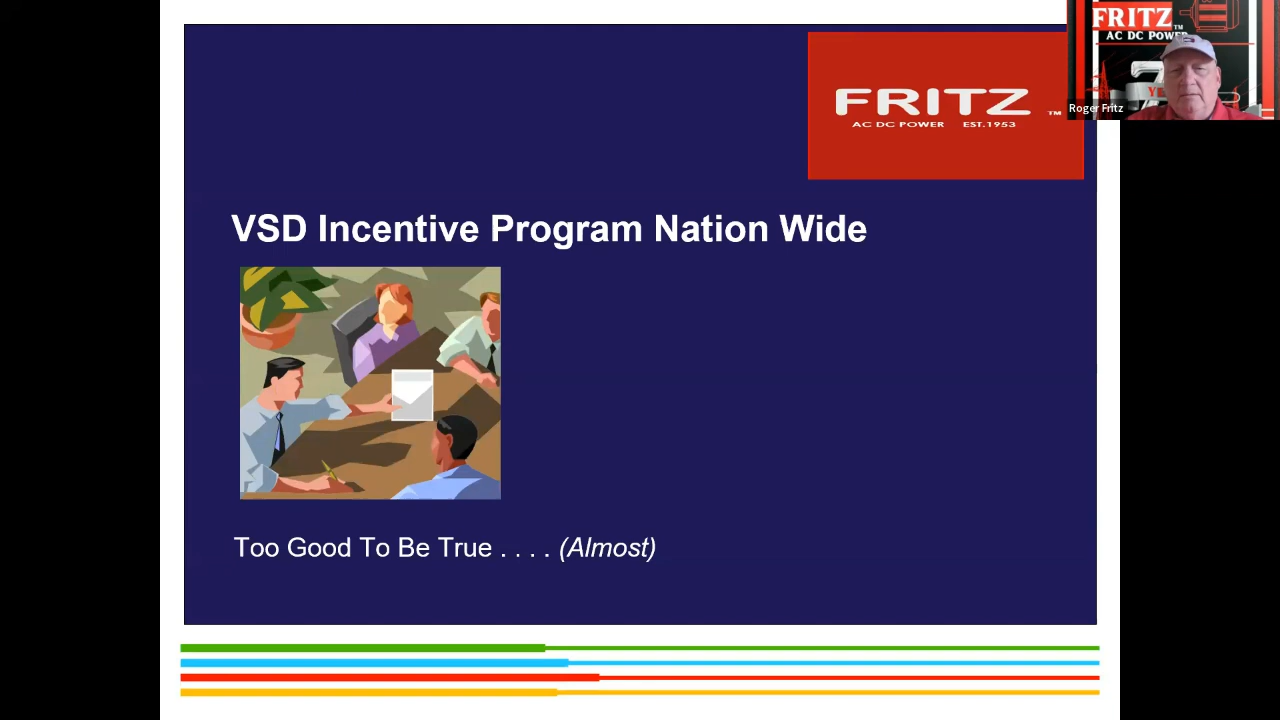 FRITZ TM
AC DC POWER EST.1953
FRITZ TM
AC DC POWER
Roger Fritz
VSD Incentive Program Nation Wide
Too Good To Be True . . . . (Almost)